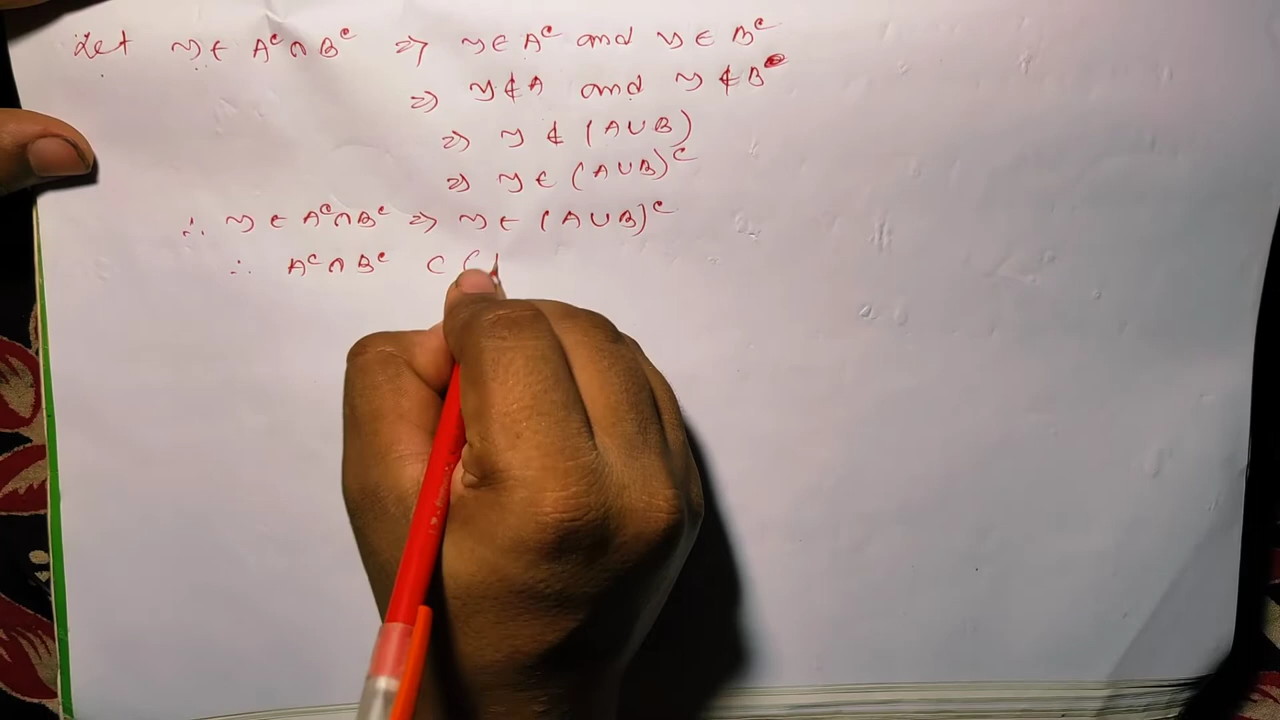 Let y ∈ Aᶜ ∩ Bᶜ ⇒ y ∈ Aᶜ and y ∈ Bᶜ
⇒ y ∉ A and y ∉ B
⇒ y ∉ (A ∪ B)
⇒ y ∈ (A ∪ B)ᶜ
∴ y ∈ Aᶜ ∩ Bᶜ ⇒ y ∈ (A ∪ B)ᶜ
∴ Aᶜ ∩ Bᶜ ⊂ (